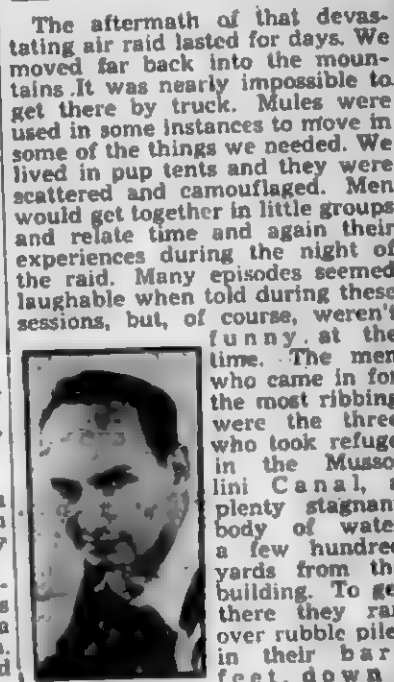 The aftermath of that devas-
tating air raid lasted for days. We
moved far back into the moun-
tains .It was nearly impossible to
get there by truck. Mules were
used in some instances to move in
some of the things we needed. We
lived in pup tents and they were
scattered and camouflaged. Men
would get together in little groups
and relate time and again their
experiences during the night of
the raid. Many episodes seemed
laughable when told during these
sessions, but, of course, weren't
funny at the
time. The men
who came in for
the most ribbing
were the three
who took refuge
in the Musso
lini Canal, a
plenty stagnant
body of water
a few hundred
yards from the
building. To get
there they ran
over rubble pile
in their bar
feet, down